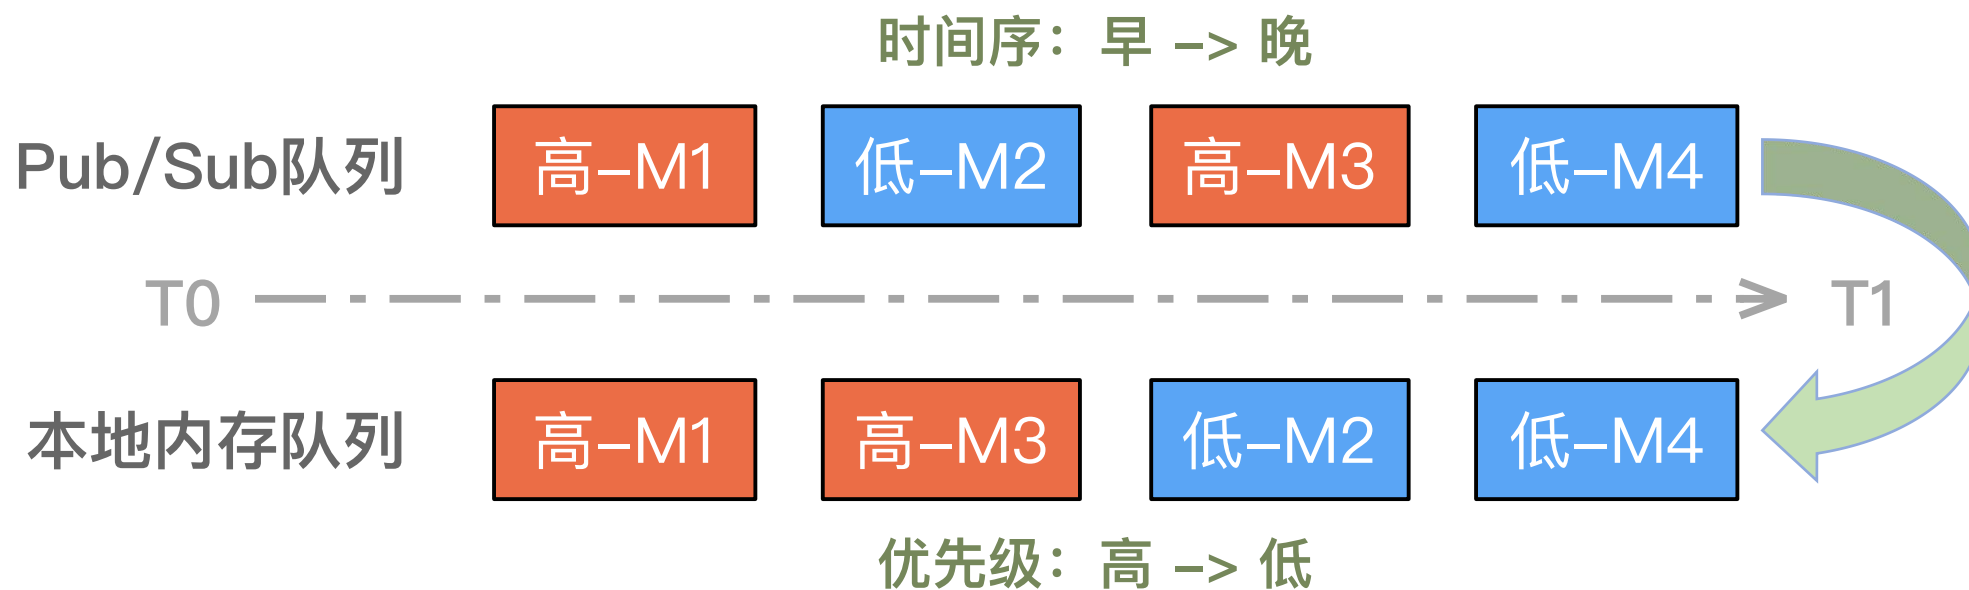 时间序：早 -> 晚
Pub/Sub队列 高-M1 低-M2 高-M3 低-M4
T0 T1
本地内存队列 高-M1 高-M3 低-M2 低-M4
优先级：高 -> 低